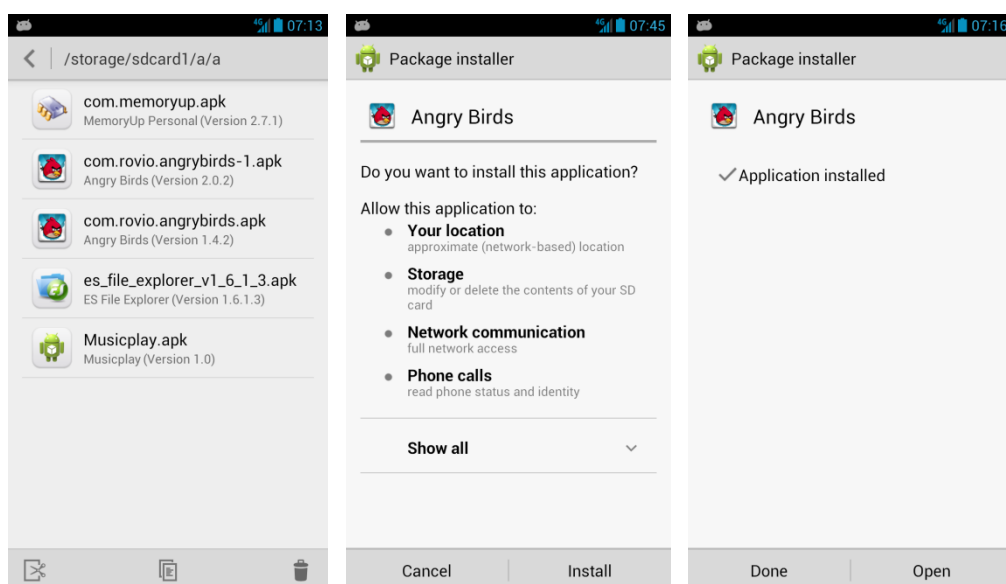 4G 07:13
/storage/sdcard1/a/a
com.memoryup.apk
MemoryUp Personal (Version 2.7.1)
com.rovio.angrybirds-1.apk
Angry Birds (Version 2.0.2)
com.rovio.angrybirds.apk
Angry Birds (Version 1.4.2)
es_file_explorer_v1_6_1_3.apk
ES File Explorer (Version 1.6.1.3)
Musicplay.apk
Musicplay (Version 1.0)
4G 07:45
Package installer
Angry Birds
Do you want to install this application?
Allow this application to:
Your location
approximate (network-based) location
Storage
modify or delete the contents of your SD
card
Network communication
full network access
Phone calls
read phone status and identity
Show all
Cancel Install
4G 07:16
Package installer
Angry Birds
Application installed
Done Open